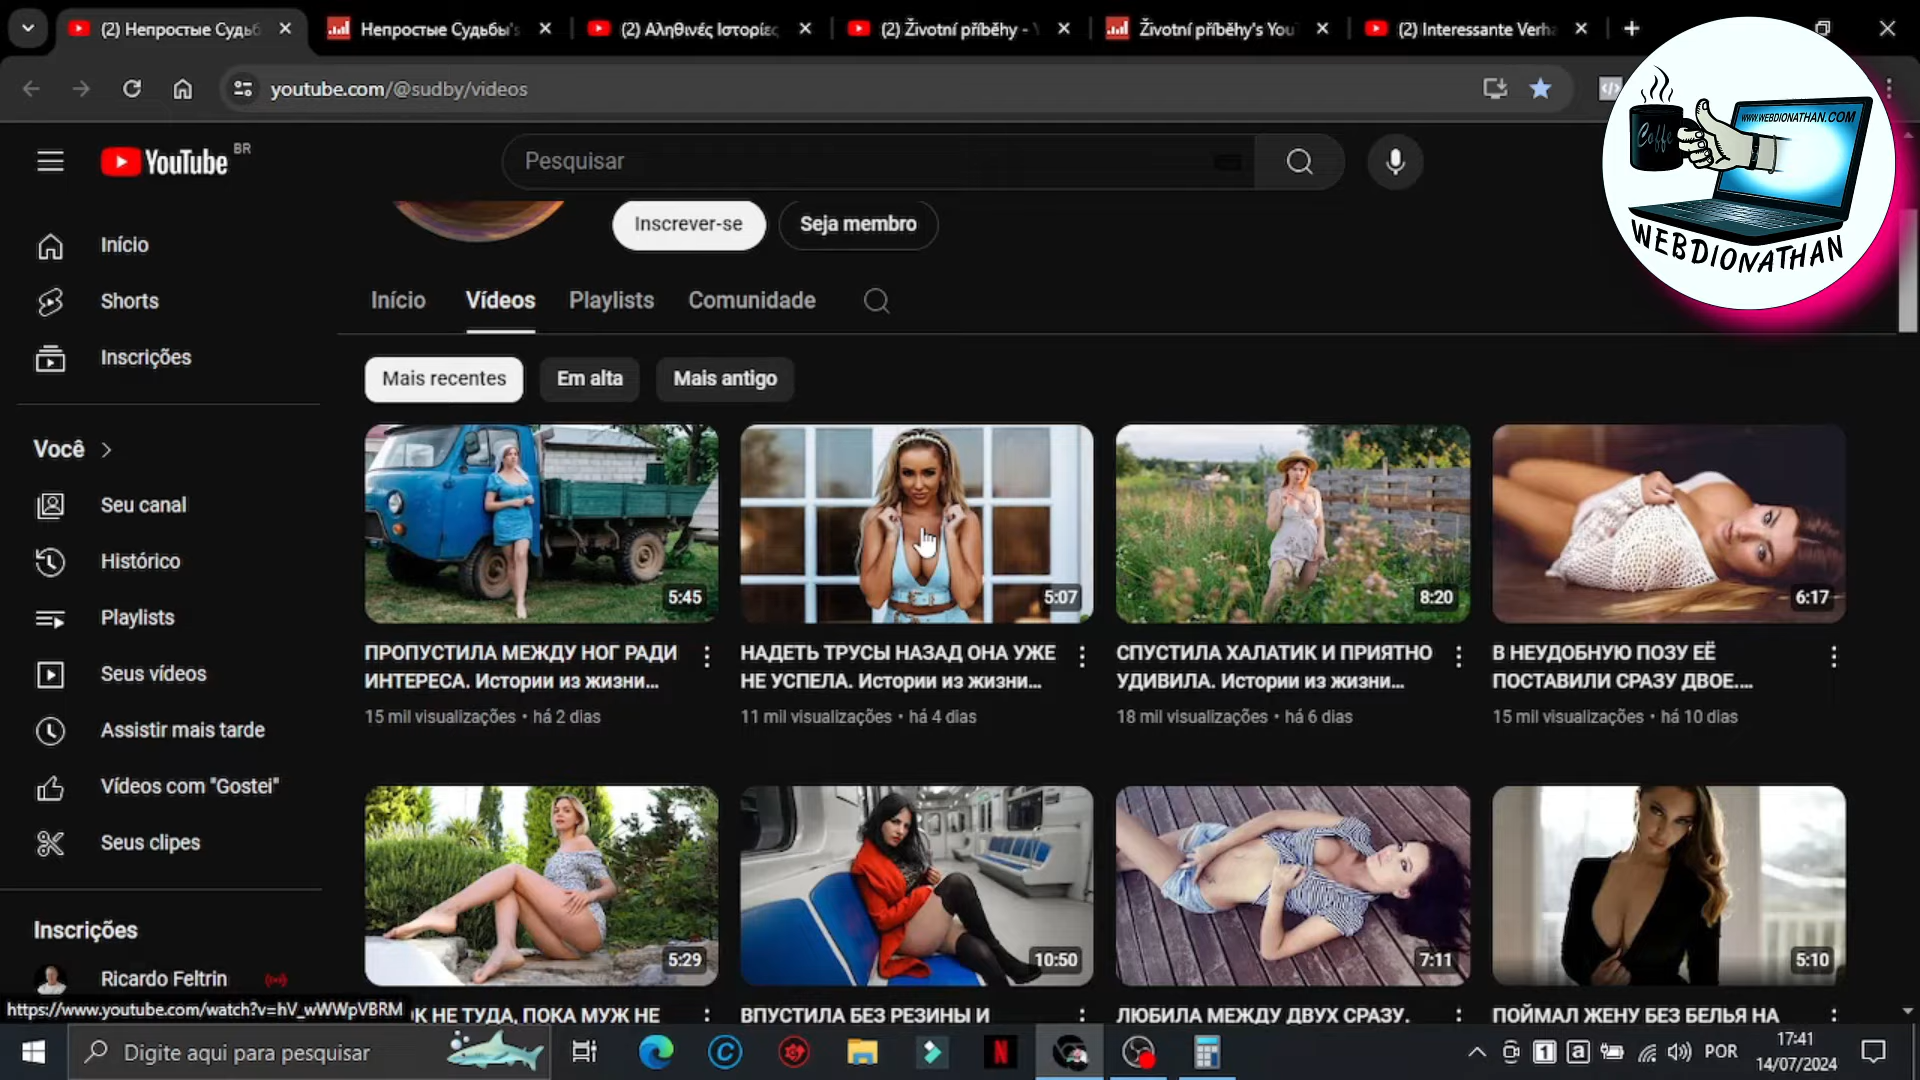 (2) Непростые Судьб
Непростые Судьбы's
(2) Αληθινές Ιστορίες
(2) Životní příběhy - Y
Životní příběhy's You
(2) Interessante Verha
youtube.com/@sudby/videos
WWW.WEBDIONATHAN.COM
Coffe
WEBDIONATHAN
YouTube BR
Pesquisar
Inscrever-se
Seja membro
Início
Shorts
Inscrições
Início
Vídeos
Playlists
Comunidade
Mais recentes
Em alta
Mais antigo
Você
Seu canal
Histórico
Playlists
Seus vídeos
Assistir mais tarde
Vídeos com "Gostei"
Seus clipes
Inscrições
Ricardo Feltrin
5:45
ПРОПУСТИЛА МЕЖДУ НОГ РАДИ
ИНТЕРЕСА. Истории из жизни...
15 mil visualizações • há 2 dias
5:07
НАДЕТЬ ТРУСЫ НАЗАД ОНА УЖЕ
НЕ УСПЕЛА. Истории из жизни...
11 mil visualizações • há 4 dias
8:20
СПУСТИЛА ХАЛАТИК И ПРИЯТНО
УДИВИЛА. Истории из жизни...
18 mil visualizações • há 6 dias
6:17
В НЕУДОБНУЮ ПОЗУ ЕЁ
ПОСТАВИЛИ СРАЗУ ДВОЕ....
15 mil visualizações • há 10 dias
5:29
К НЕ ТУДА, ПОКА МУЖ НЕ
10:50
ВПУСТИЛА БЕЗ РЕЗИНЫ И
7:11
ЛЮБИЛА МЕЖДУ ДВУХ СРАЗУ.
5:10
ПОЙМАЛ ЖЕНУ БЕЗ БЕЛЬЯ НА
https://www.youtube.com/watch?v=hV_wWWpVBRM
Digite aqui para pesquisar
POR
17:41
14/07/2024